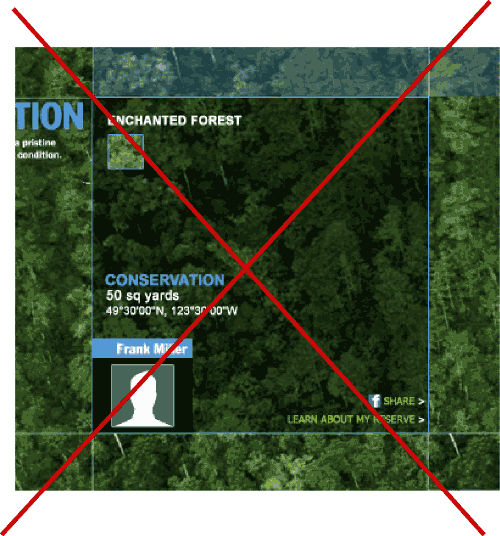 TION
a pristine
condition.
ENCHANTED FOREST
CONSERVATION
50 sq yards
49°30'00"N, 123°30'00"W
Frank Miller
f SHARE >
LEARN ABOUT MY RESERVE >